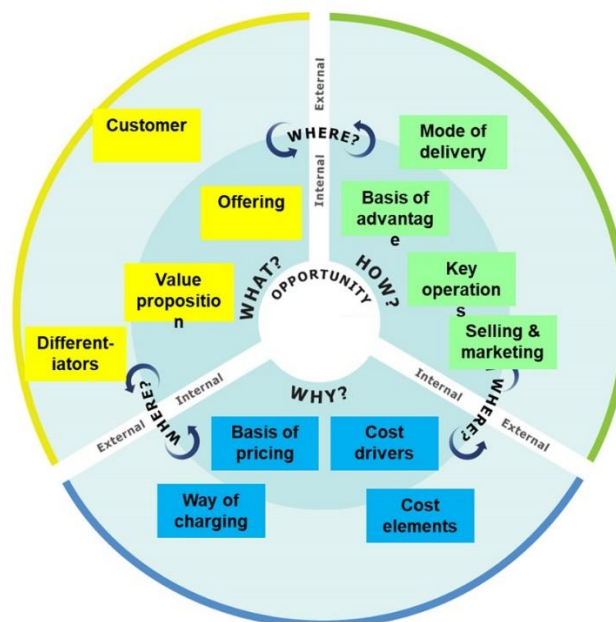 External
Internal
WHERE?
Customer
Offering
Value
propositio
n
Different-
iators
WHAT?
OPPORTUNITY
HOW?
Mode of
delivery
Basis of
advantag
e
Key
operation
s
Selling &
marketing
WHERE?
Internal
External
WHY?
Internal
External
WHERE?
Basis of
pricing
Cost
drivers
Way of
charging
Cost
elements